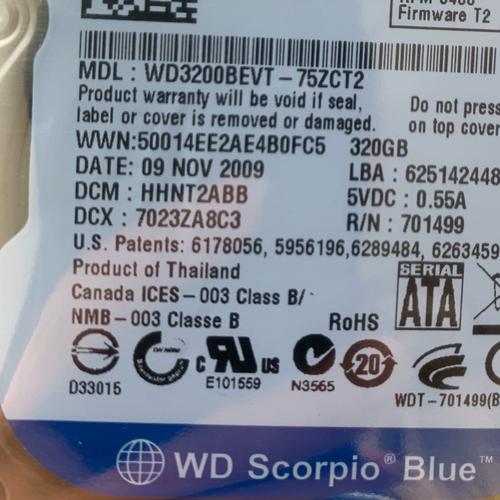 Firmware T2
MDL : WD3200BEVT-75ZCT2
Product warranty will be void if seal,
label or cover is removed or damaged.
Do not press
on top cover
WWN:50014EE2AE4B0FC5 320GB
DATE: 09 NOV 2009 LBA : 625142448
DCM : HHNT2ABB 5VDC : 0.55A
DCX : 7023ZA8C3 R/N : 701499
U.S. Patents: 6178056, 5956196,6289484, 6263459
Product of Thailand
Canada ICES-003 Class B/
NMB-003 Classe B
RoHS
SERIAL
ATA
D33015
c RU US
E101559
N3565
20
WDT-701499(B
WD Scorpio® Blue™